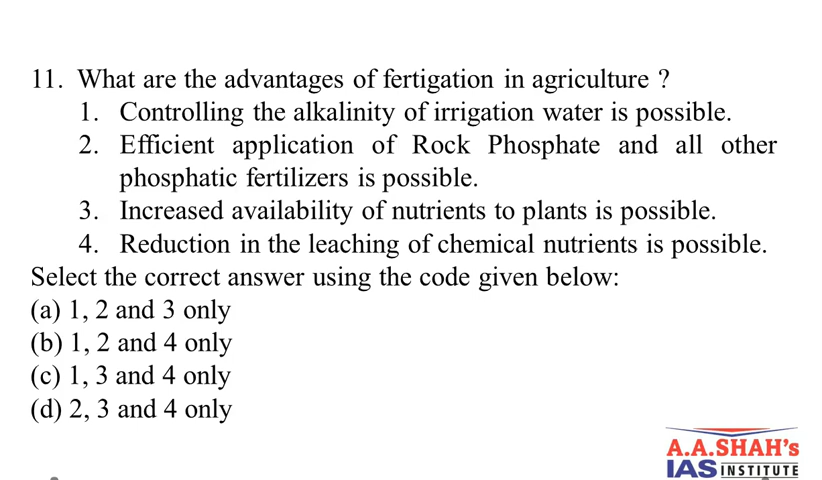 11. What are the advantages of fertigation in agriculture ?
1. Controlling the alkalinity of irrigation water is possible.
2. Efficient application of Rock Phosphate and all other
phosphatic fertilizers is possible.
3. Increased availability of nutrients to plants is possible.
4. Reduction in the leaching of chemical nutrients is possible.
Select the correct answer using the code given below:
(a) 1, 2 and 3 only
(b) 1, 2 and 4 only
(c) 1, 3 and 4 only
(d) 2, 3 and 4 only
A.A.SHAH's
IAS INSTITUTE